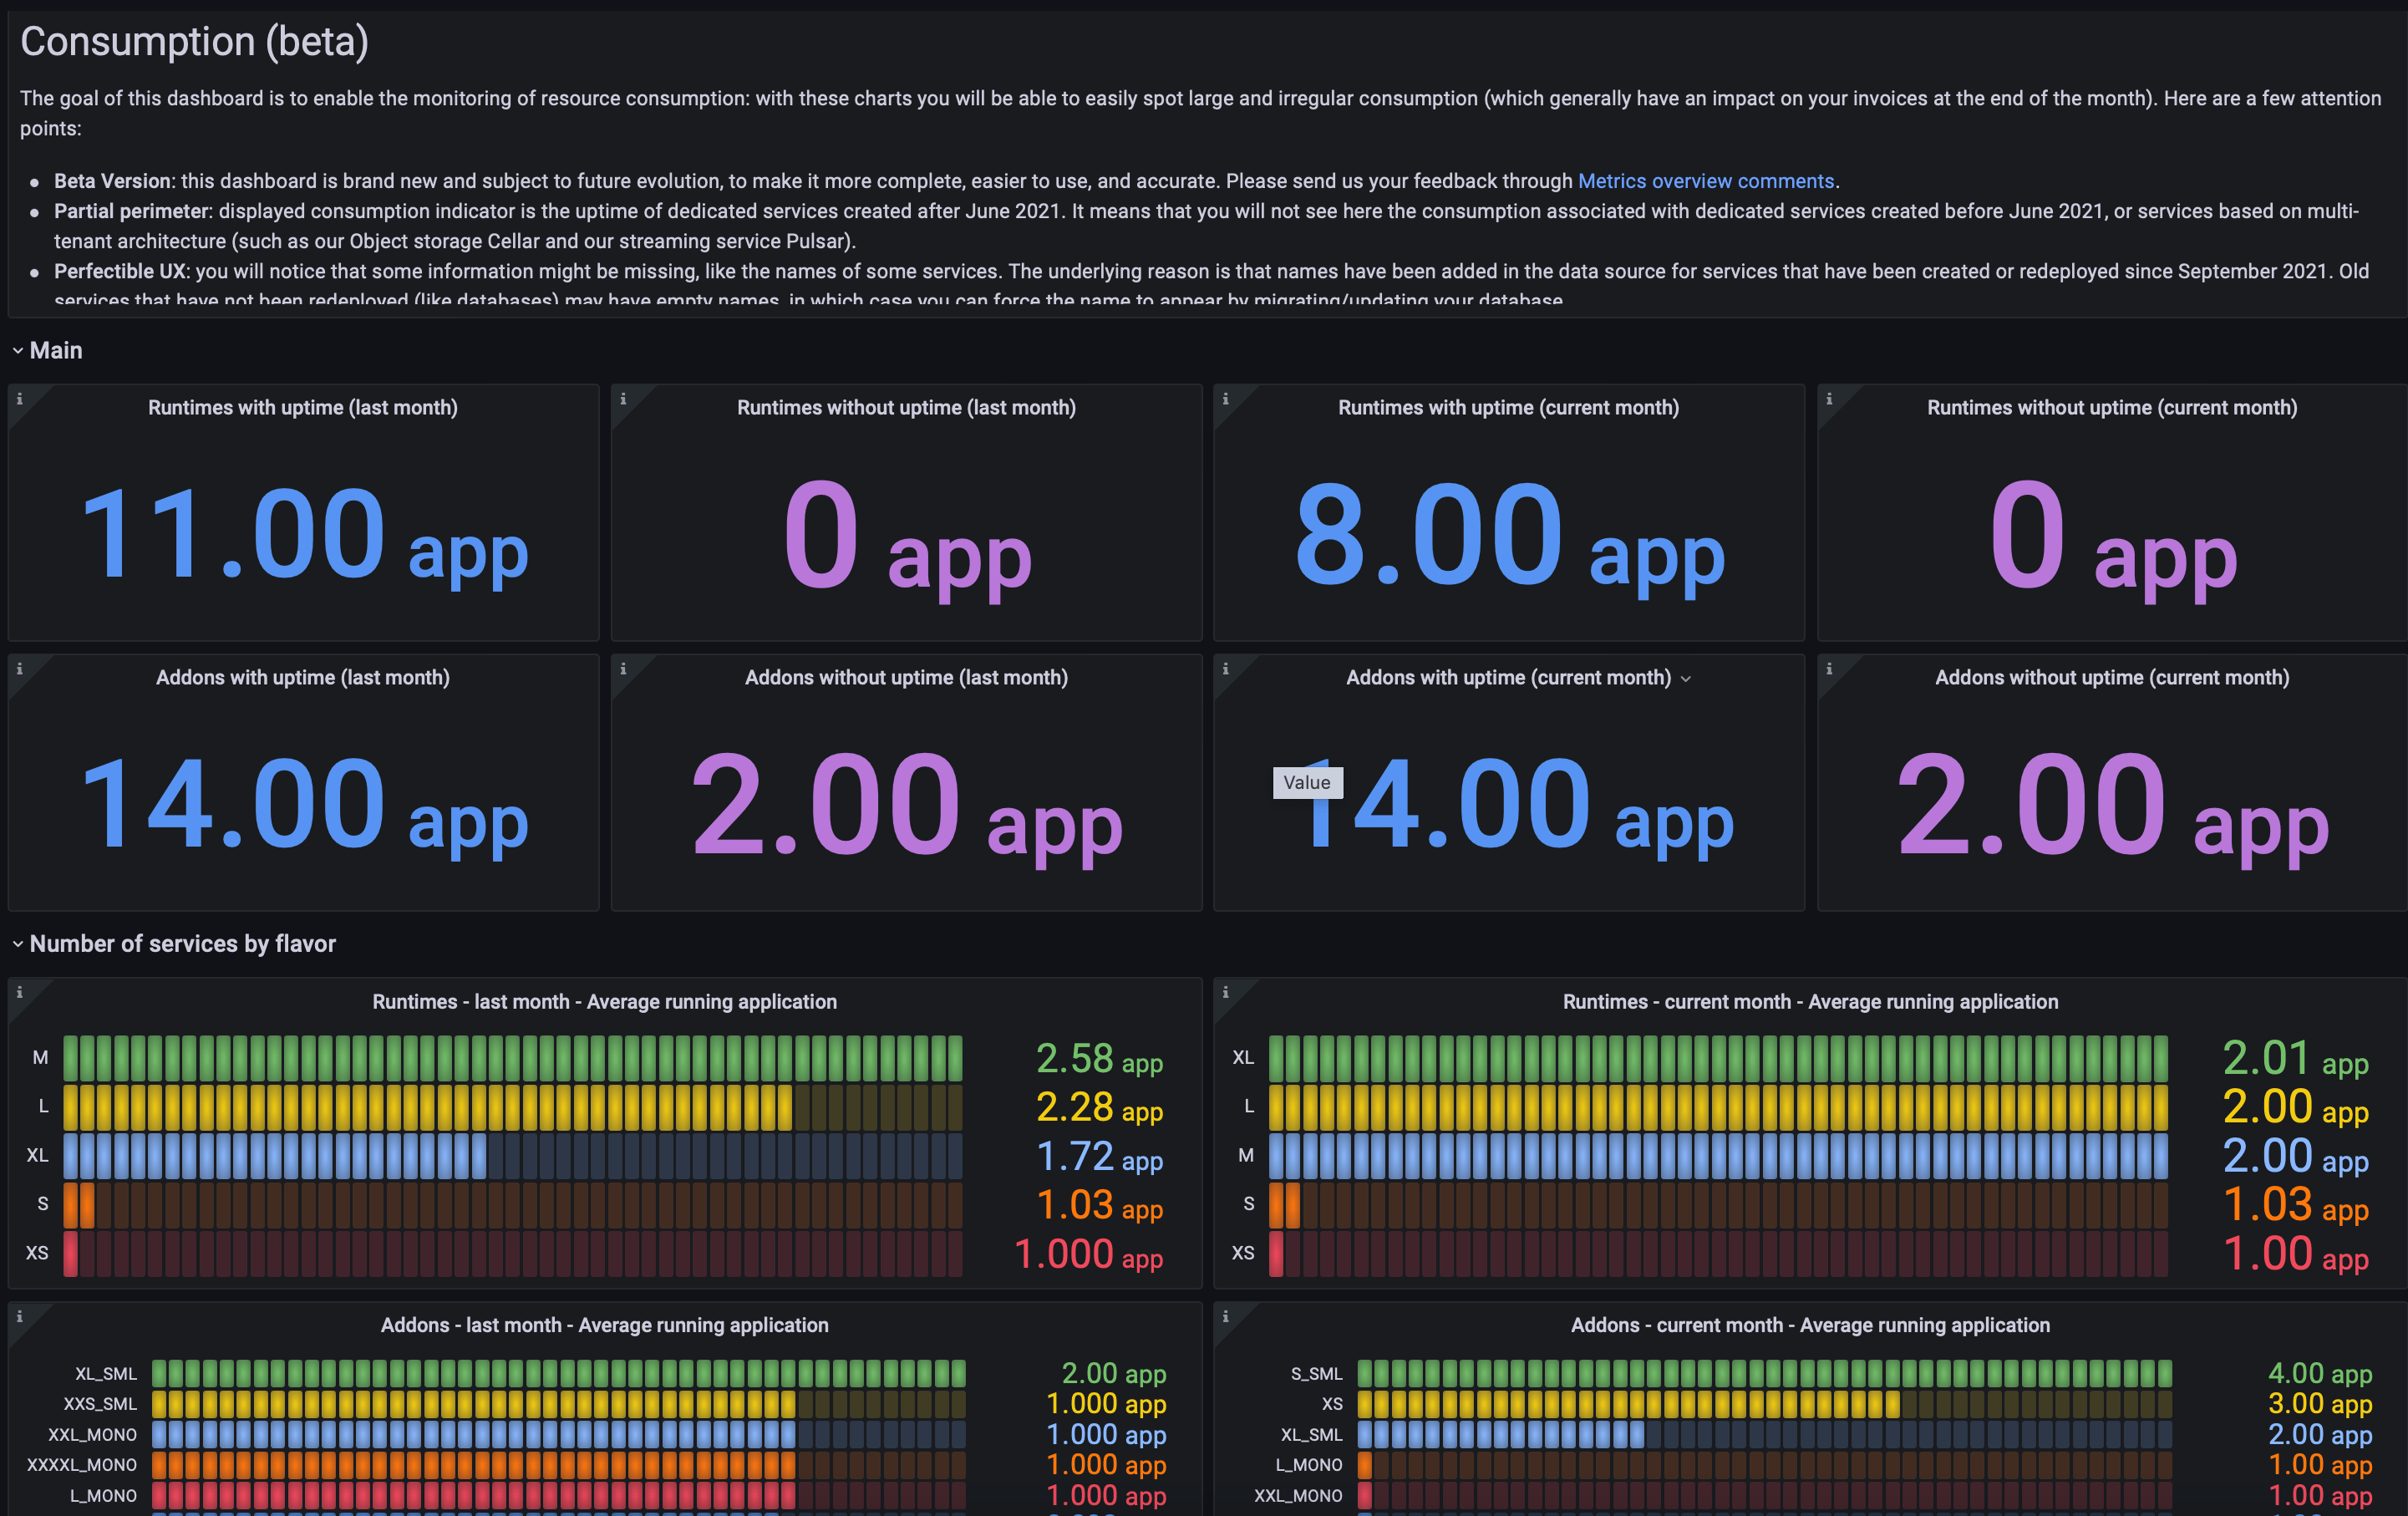 Consumption (beta)
The goal of this dashboard is to enable the monitoring of resource consumption: with these charts you will be able to easily spot large and irregular consumption (which generally have an impact on your invoices at the end of the month). Here are a few attention
points:
Beta Version: this dashboard is brand new and subject to future evolution, to make it more complete, easier to use, and accurate. Please send us your feedback through Metrics overview comments.
Partial perimeter: displayed consumption indicator is the uptime of dedicated services created after June 2021. It means that you will not see here the consumption associated with dedicated services created before June 2021, or services based on multi-
tenant architecture (such as our Object storage Cellar and our streaming service Pulsar).
Perfectible UX: you will notice that some information might be missing, like the names of some services. The underlying reason is that names have been added in the data source for services that have been created or redeployed since September 2021. Old
services that have not been redeployed (like databases) may have empty names, in which case you can force the name to appear by migrating/updating your database
Main
Runtimes with uptime (last month)
11.00 app
Runtimes without uptime (last month)
0 app
Runtimes with uptime (current month)
8.00 app
Runtimes without uptime (current month)
0 app
Addons with uptime (last month)
14.00 app
Addons without uptime (last month)
2.00 app
Addons with uptime (current month)
Value
14.00 app
Addons without uptime (current month)
2.00 app
Number of services by flavor
Runtimes - last month - Average running application
M 2.58 app
L 2.28 app
XL 1.72 app
S 1.03 app
XS 1.000 app
Runtimes - current month - Average running application
XL 2.01 app
L 2.00 app
M 2.00 app
S 1.03 app
XS 1.00 app
Addons - last month - Average running application
XL_SML 2.00 app
XXS_SML 1.000 app
XXL_MONO 1.000 app
XXXXL_MONO 1.000 app
L_MONO 1.000 app
Addons - current month - Average running application
S_SML 4.00 app
XS 3.00 app
XL_SML 2.00 app
L_MONO 1.00 app
XXL_MONO 1.00 app